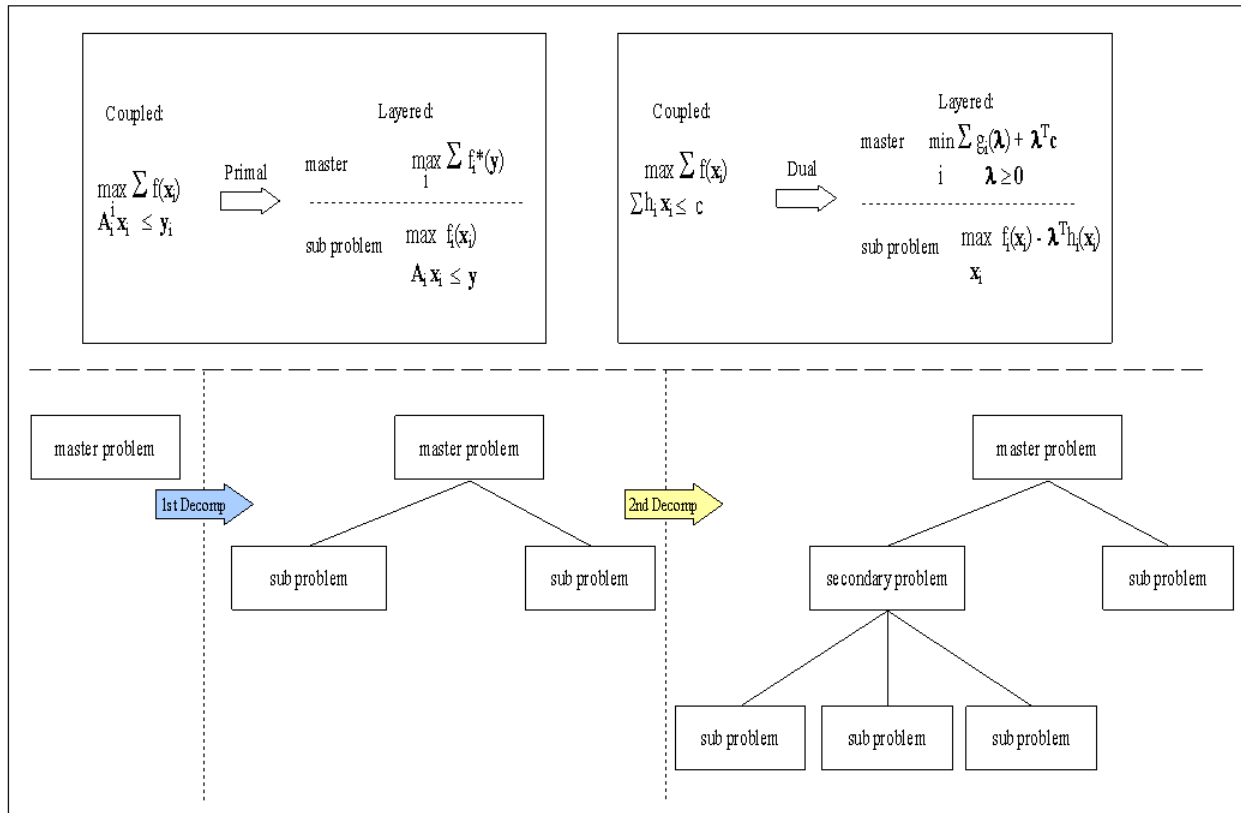 Coupled:
max ∑ f(xᵢ)
i
Aᵢ xᵢ ≤ yᵢ
Primal
Layered:
master max ∑ fᵢ*(y)
i
sub problem max fᵢ(xᵢ)
Aᵢ xᵢ ≤ y
Coupled:
max ∑ f(xᵢ)
∑hᵢ xᵢ ≤ c
Dual
Layered:
master min ∑ gᵢ(λ) + λᵀc
i λ ≥0
sub problem max fᵢ(xᵢ) - λᵀhᵢ(xᵢ)
xᵢ
master problem
1st Decomp
master problem
sub problem
sub problem
2nd Decomp
master problem
secondary problem
sub problem
sub problem
sub problem
sub problem